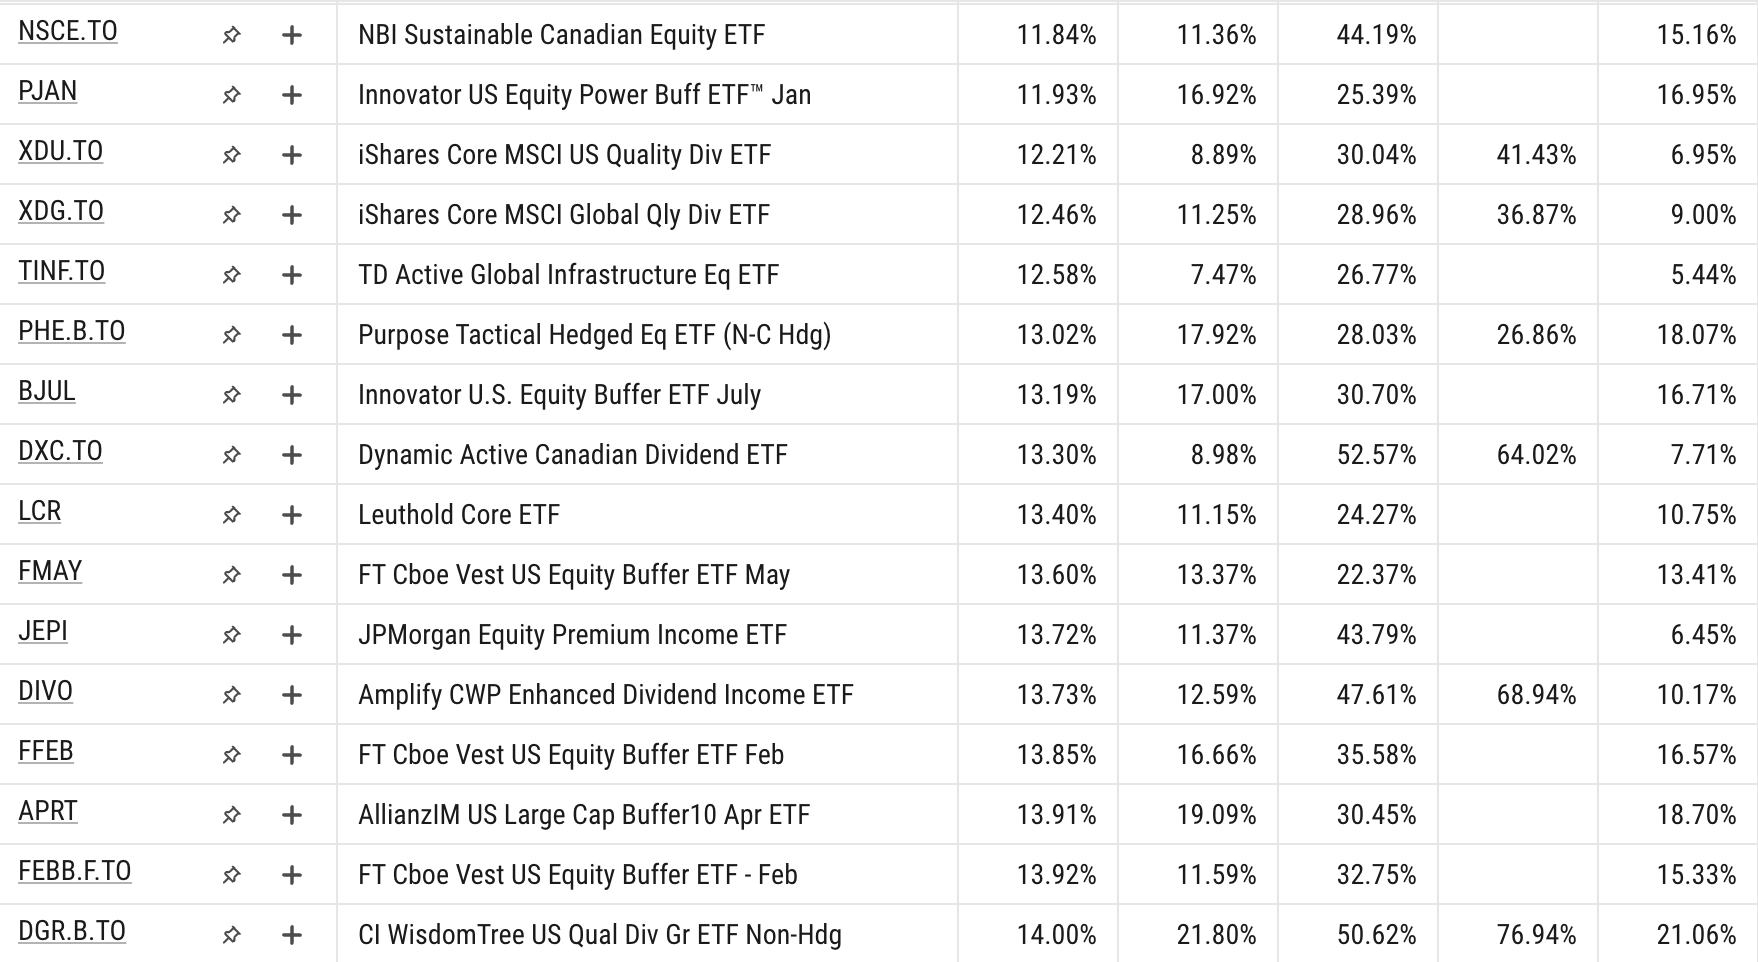 NSCE.TO NBI Sustainable Canadian Equity ETF 11.84% 11.36% 44.19% 15.16%
PJAN Innovator US Equity Power Buff ETF™ Jan 11.93% 16.92% 25.39% 16.95%
XDU.TO iShares Core MSCI US Quality Div ETF 12.21% 8.89% 30.04% 41.43% 6.95%
XDG.TO iShares Core MSCI Global Qly Div ETF 12.46% 11.25% 28.96% 36.87% 9.00%
TINF.TO TD Active Global Infrastructure Eq ETF 12.58% 7.47% 26.77% 5.44%
PHE.B.TO Purpose Tactical Hedged Eq ETF (N-C Hdg) 13.02% 17.92% 28.03% 26.86% 18.07%
BJUL Innovator U.S. Equity Buffer ETF July 13.19% 17.00% 30.70% 16.71%
DXC.TO Dynamic Active Canadian Dividend ETF 13.30% 8.98% 52.57% 64.02% 7.71%
LCR Leuthold Core ETF 13.40% 11.15% 24.27% 10.75%
FMAY FT Cboe Vest US Equity Buffer ETF May 13.60% 13.37% 22.37% 13.41%
JEPI JPMorgan Equity Premium Income ETF 13.72% 11.37% 43.79% 6.45%
DIVO Amplify CWP Enhanced Dividend Income ETF 13.73% 12.59% 47.61% 68.94% 10.17%
FFEB FT Cboe Vest US Equity Buffer ETF Feb 13.85% 16.66% 35.58% 16.57%
APRT AllianzIM US Large Cap Buffer10 Apr ETF 13.91% 19.09% 30.45% 18.70%
FEBB.F.TO FT Cboe Vest US Equity Buffer ETF - Feb 13.92% 11.59% 32.75% 15.33%
DGR.B.TO CI WisdomTree US Qual Div Gr ETF Non-Hdg 14.00% 21.80% 50.62% 76.94% 21.06%